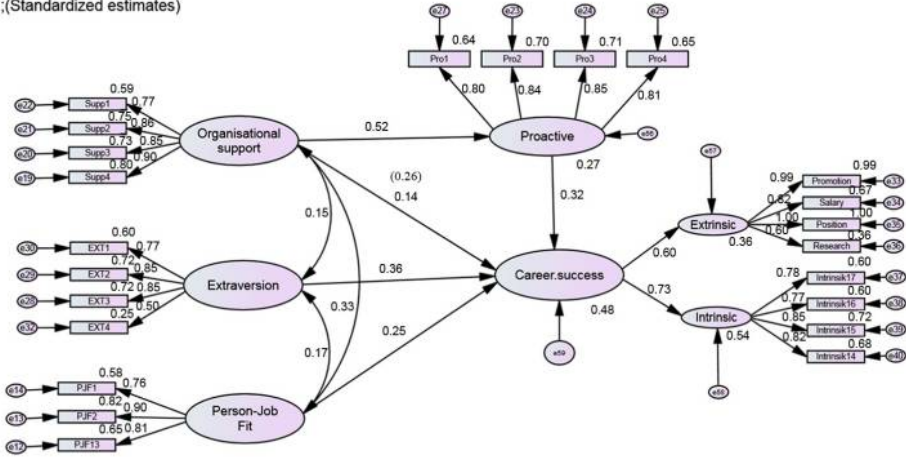 ;(Standardized estimates)
e27
e23
e24
e25
0.64
0.70
0.71
0.65
Pro1
Pro2
Pro3
Pro4
0.80
0.84
0.85
0.81
0.59
e22
Supp1
0.77
0.75
e21
Supp2
0.86
0.73
e20
Supp3
0.85
0.80
e19
Supp4
0.90
Organisational
support
0.52
Proactive
e56
0.27
(0.26)
0.14
0.32
0.15
e57
0.99
0.99
Promotion
e33
0.62
0.67
Salary
e34
1.00
1.00
Position
e35
0.60
0.36
Research
e36
Extrinsic
0.36
0.60
e30
EXT1
0.77
0.72
e29
EXT2
0.85
0.72
e28
EXT3
0.85
0.25
e32
EXT4
0.50
Extraversion
0.36
Career.success
0.48
0.60
0.73
0.33
0.25
0.17
e59
0.60
0.78
Intrinsik17
e37
0.60
0.77
Intrinsik16
e38
0.72
0.85
Intrinsik15
e39
0.68
0.82
Intrinsik14
e40
Intrinsic
0.54
e58
0.58
e14
PJF1
0.76
0.82
e13
PJF2
0.90
0.65
e12
PJF13
0.81
Person-Job
Fit